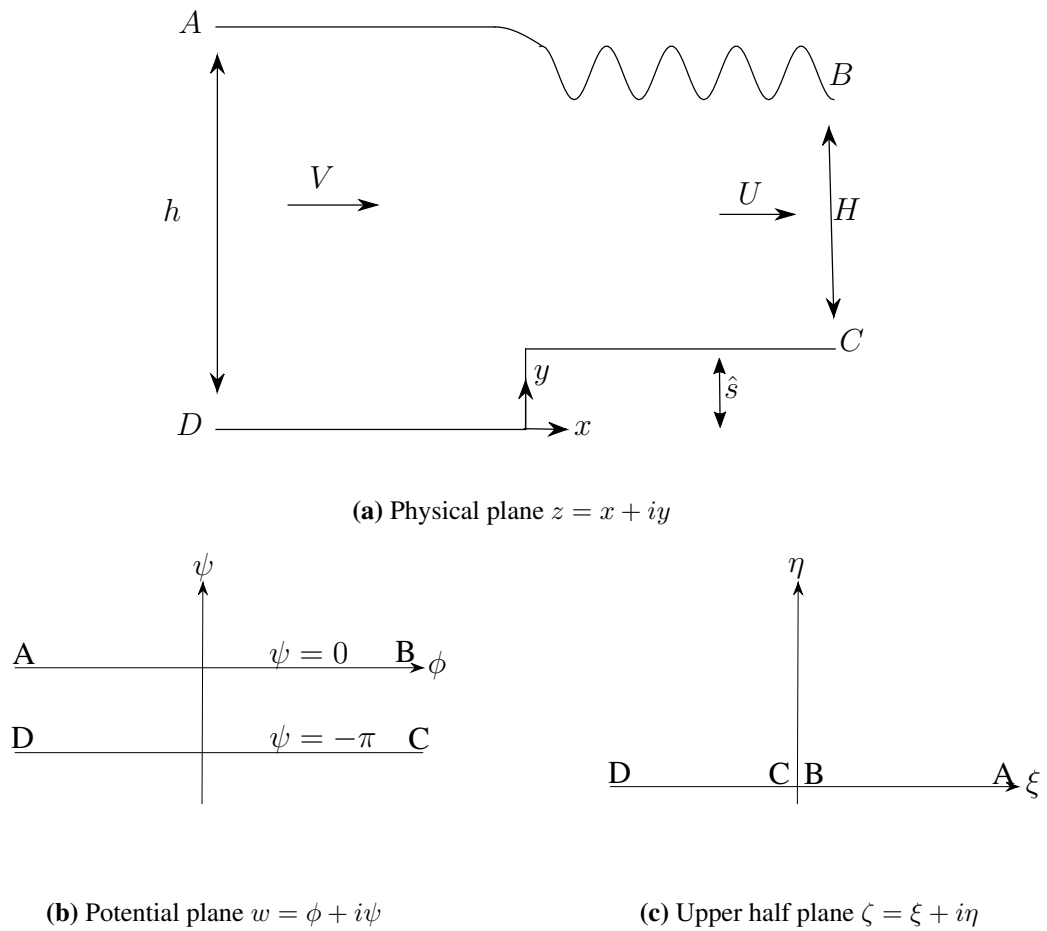 A
B
V
U
h
H
y
ŝ
C
D
x
(a) Physical plane z = x + iy
ψ
η
A ψ = 0 B ϕ
D ψ = −π C
D C B A ξ
(b) Potential plane w = ϕ + iψ
(c) Upper half plane ζ = ξ + iη